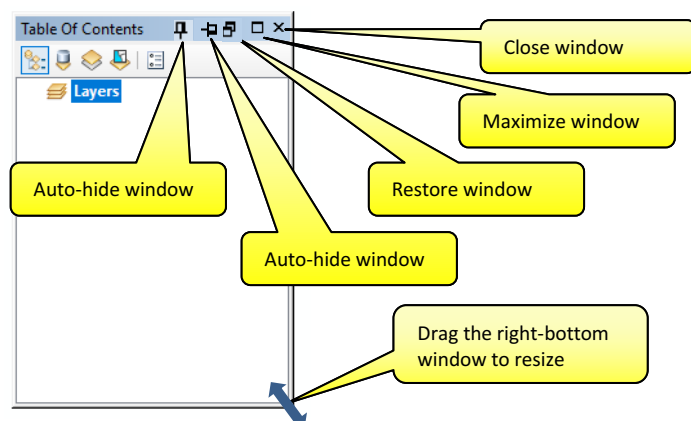 Table Of Contents
Close window
Layers
Maximize window
Auto-hide window
Restore window
Auto-hide window
Drag the right-bottom
window to resize